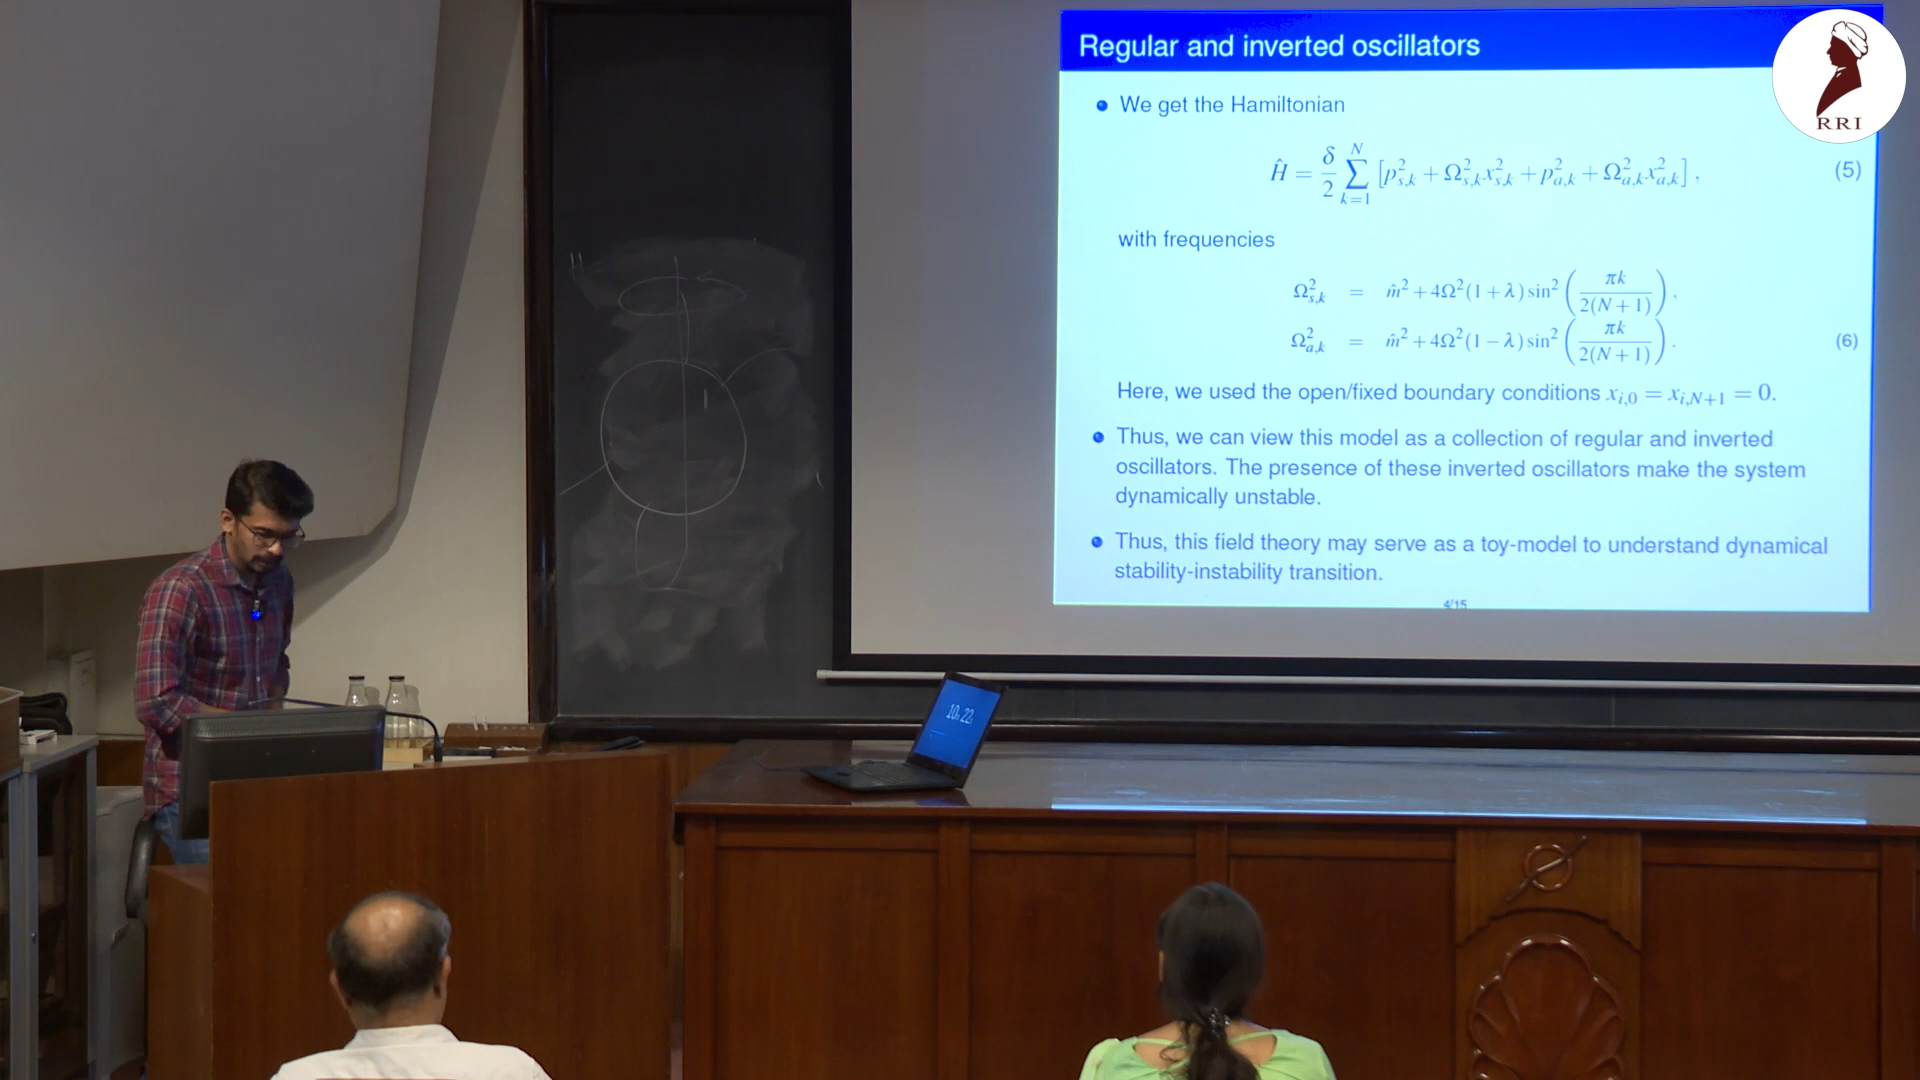 Regular and inverted oscillators
RRI
We get the Hamiltonian
Ĥ = δ/2 ∑_{k=1}^{N} [p²_{s,k} + Ω²_{s,k}x²_{s,k} + p²_{a,k} + Ω²_{a,k}x²_{a,k}] , (5)
with frequencies
Ω²_{s,k} = m̂² + 4Ω²(1 + λ) sin² (πk / 2(N + 1)) ,
Ω²_{a,k} = m̂² + 4Ω²(1 − λ) sin² (πk / 2(N + 1)) . (6)
Here, we used the open/fixed boundary conditions x_{i,0} = x_{i,N+1} = 0.
Thus, we can view this model as a collection of regular and inverted
oscillators. The presence of these inverted oscillators make the system
dynamically unstable.
Thus, this field theory may serve as a toy-model to understand dynamical
stability-instability transition.
4/15